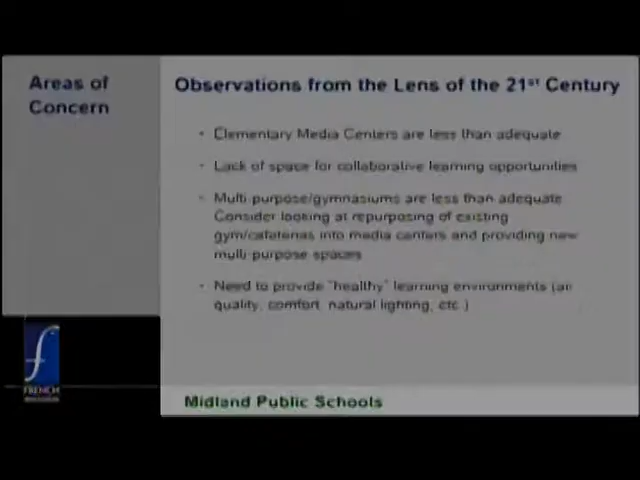 Areas of
Concern
Observations from the Lens of the 21st Century
• Elementary Media Centers are less than adequate
• Lack of space for collaborative learning opportunities
• Multi purpose/gymnasiums are less than adequate
Consider looking at repurposing of existing
gym/cafaterias into media centers and providing new
multi purpose spaces
• Need to provide "healthy" learning environments (air
quality, comfort, natural lighting, etc.)
f
FRENCH
Midland Public Schools